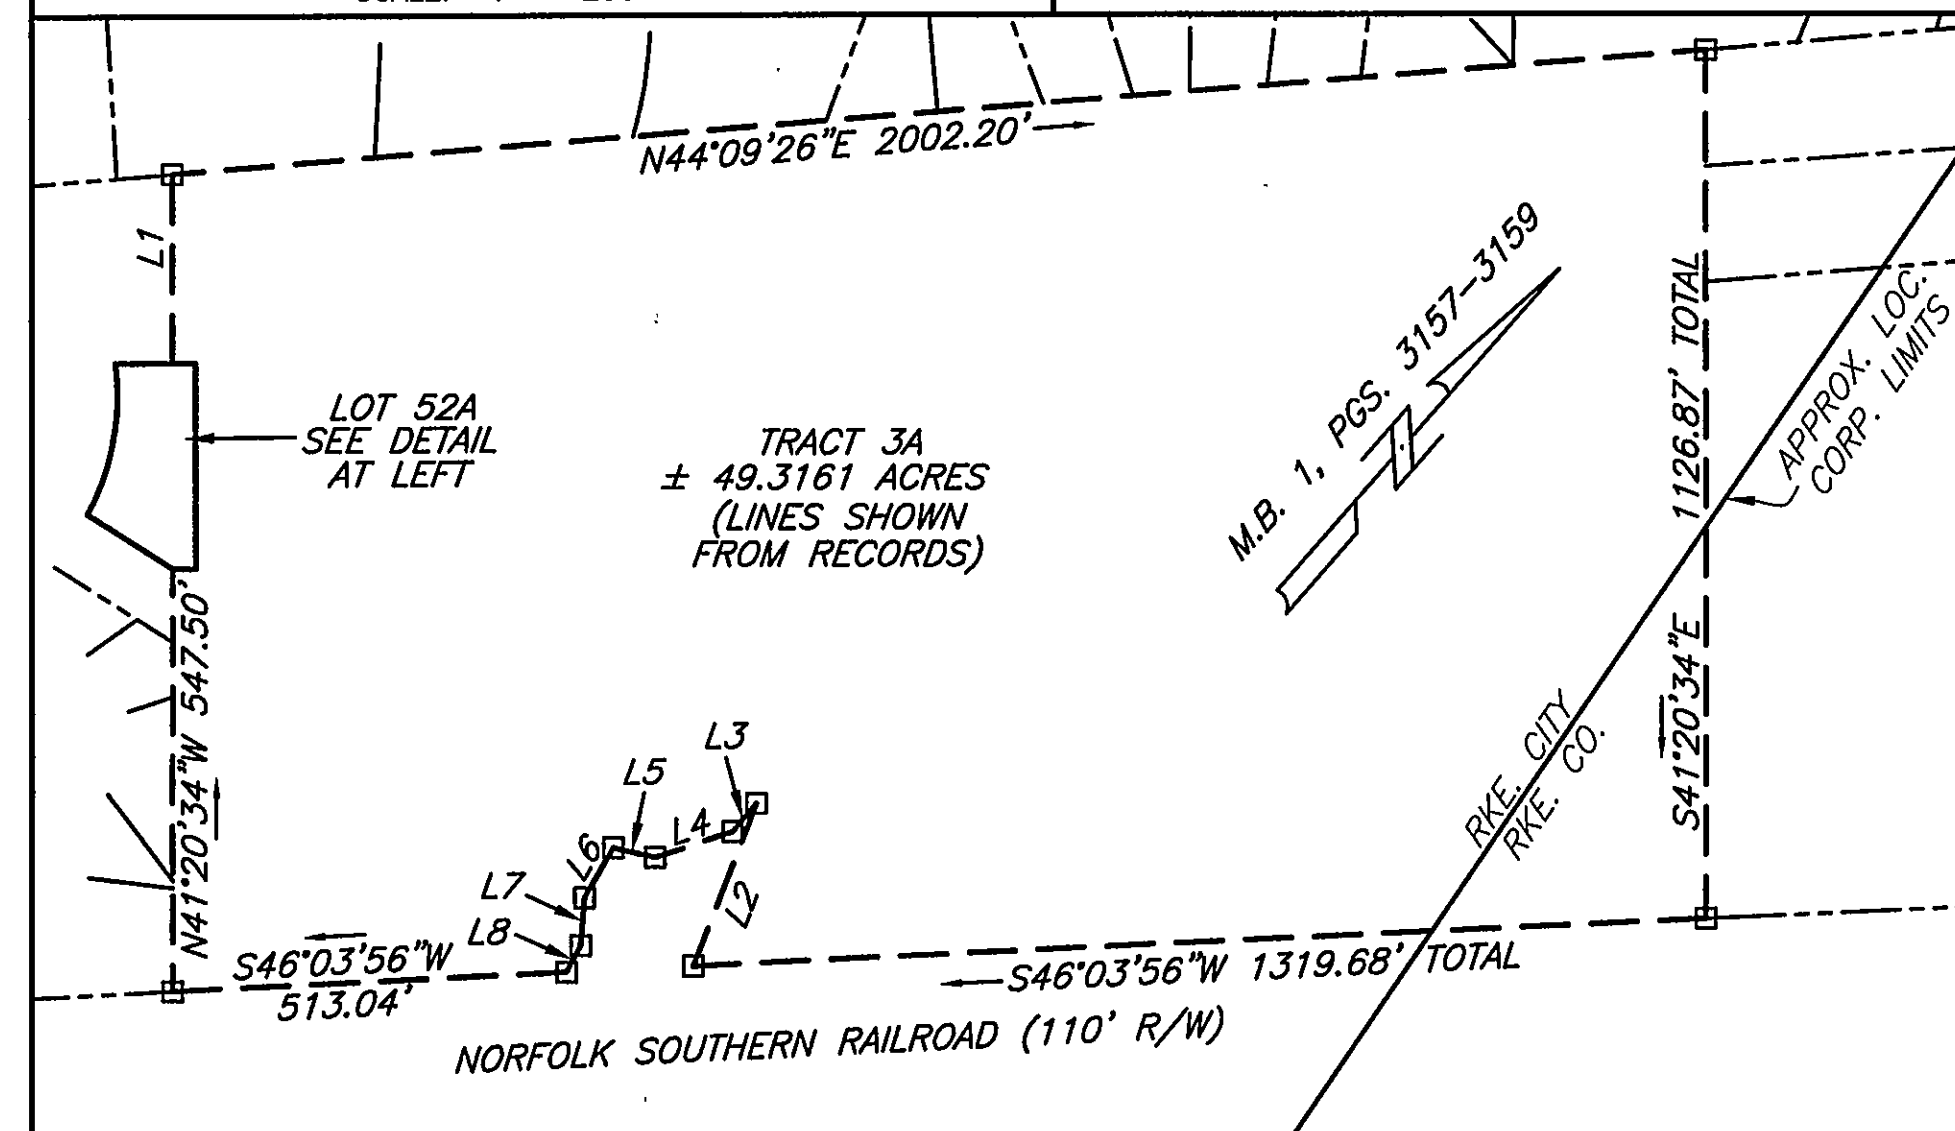 N44°09'26"E 2002.20'
L1
LOT 52A
SEE DETAIL
AT LEFT
TRACT 3A
± 49.3161 ACRES
(LINES SHOWN
FROM RECORDS)
M.B. 1, PGS. 3157-3159
N
1126.87' TOTAL
S41°20'34"E
APPROX. LOC.
CORP. LIMITS
RKE. CITY
RKE. CO.
N41°20'34"W 547.50'
L3
L5
L4
L6
L2
L7
L8
S46°03'56"W
513.04'
S46°03'56"W 1319.68' TOTAL
NORFOLK SOUTHERN RAILROAD (110' R/W)